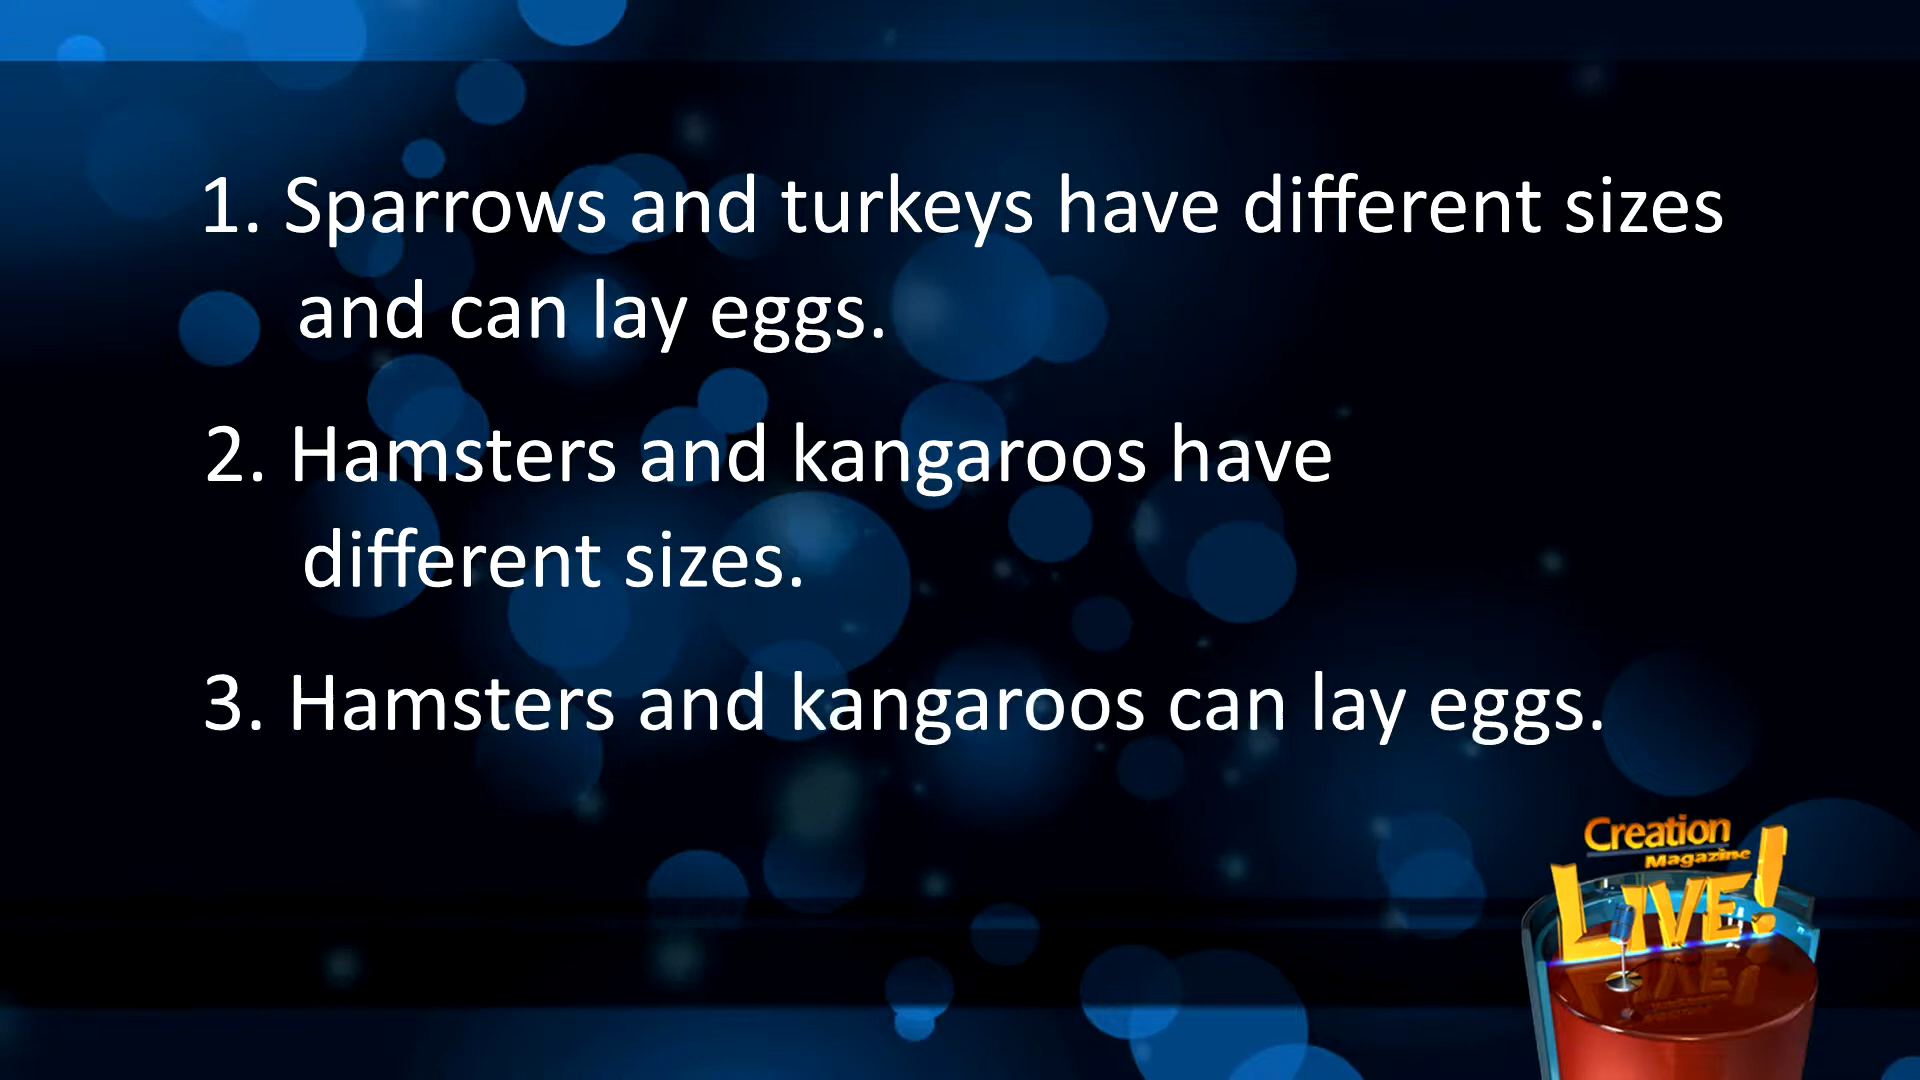 1. Sparrows and turkeys have different sizes
and can lay eggs.
2. Hamsters and kangaroos have
different sizes.
3. Hamsters and kangaroos can lay eggs.
Creation
Magazine
LIVE!